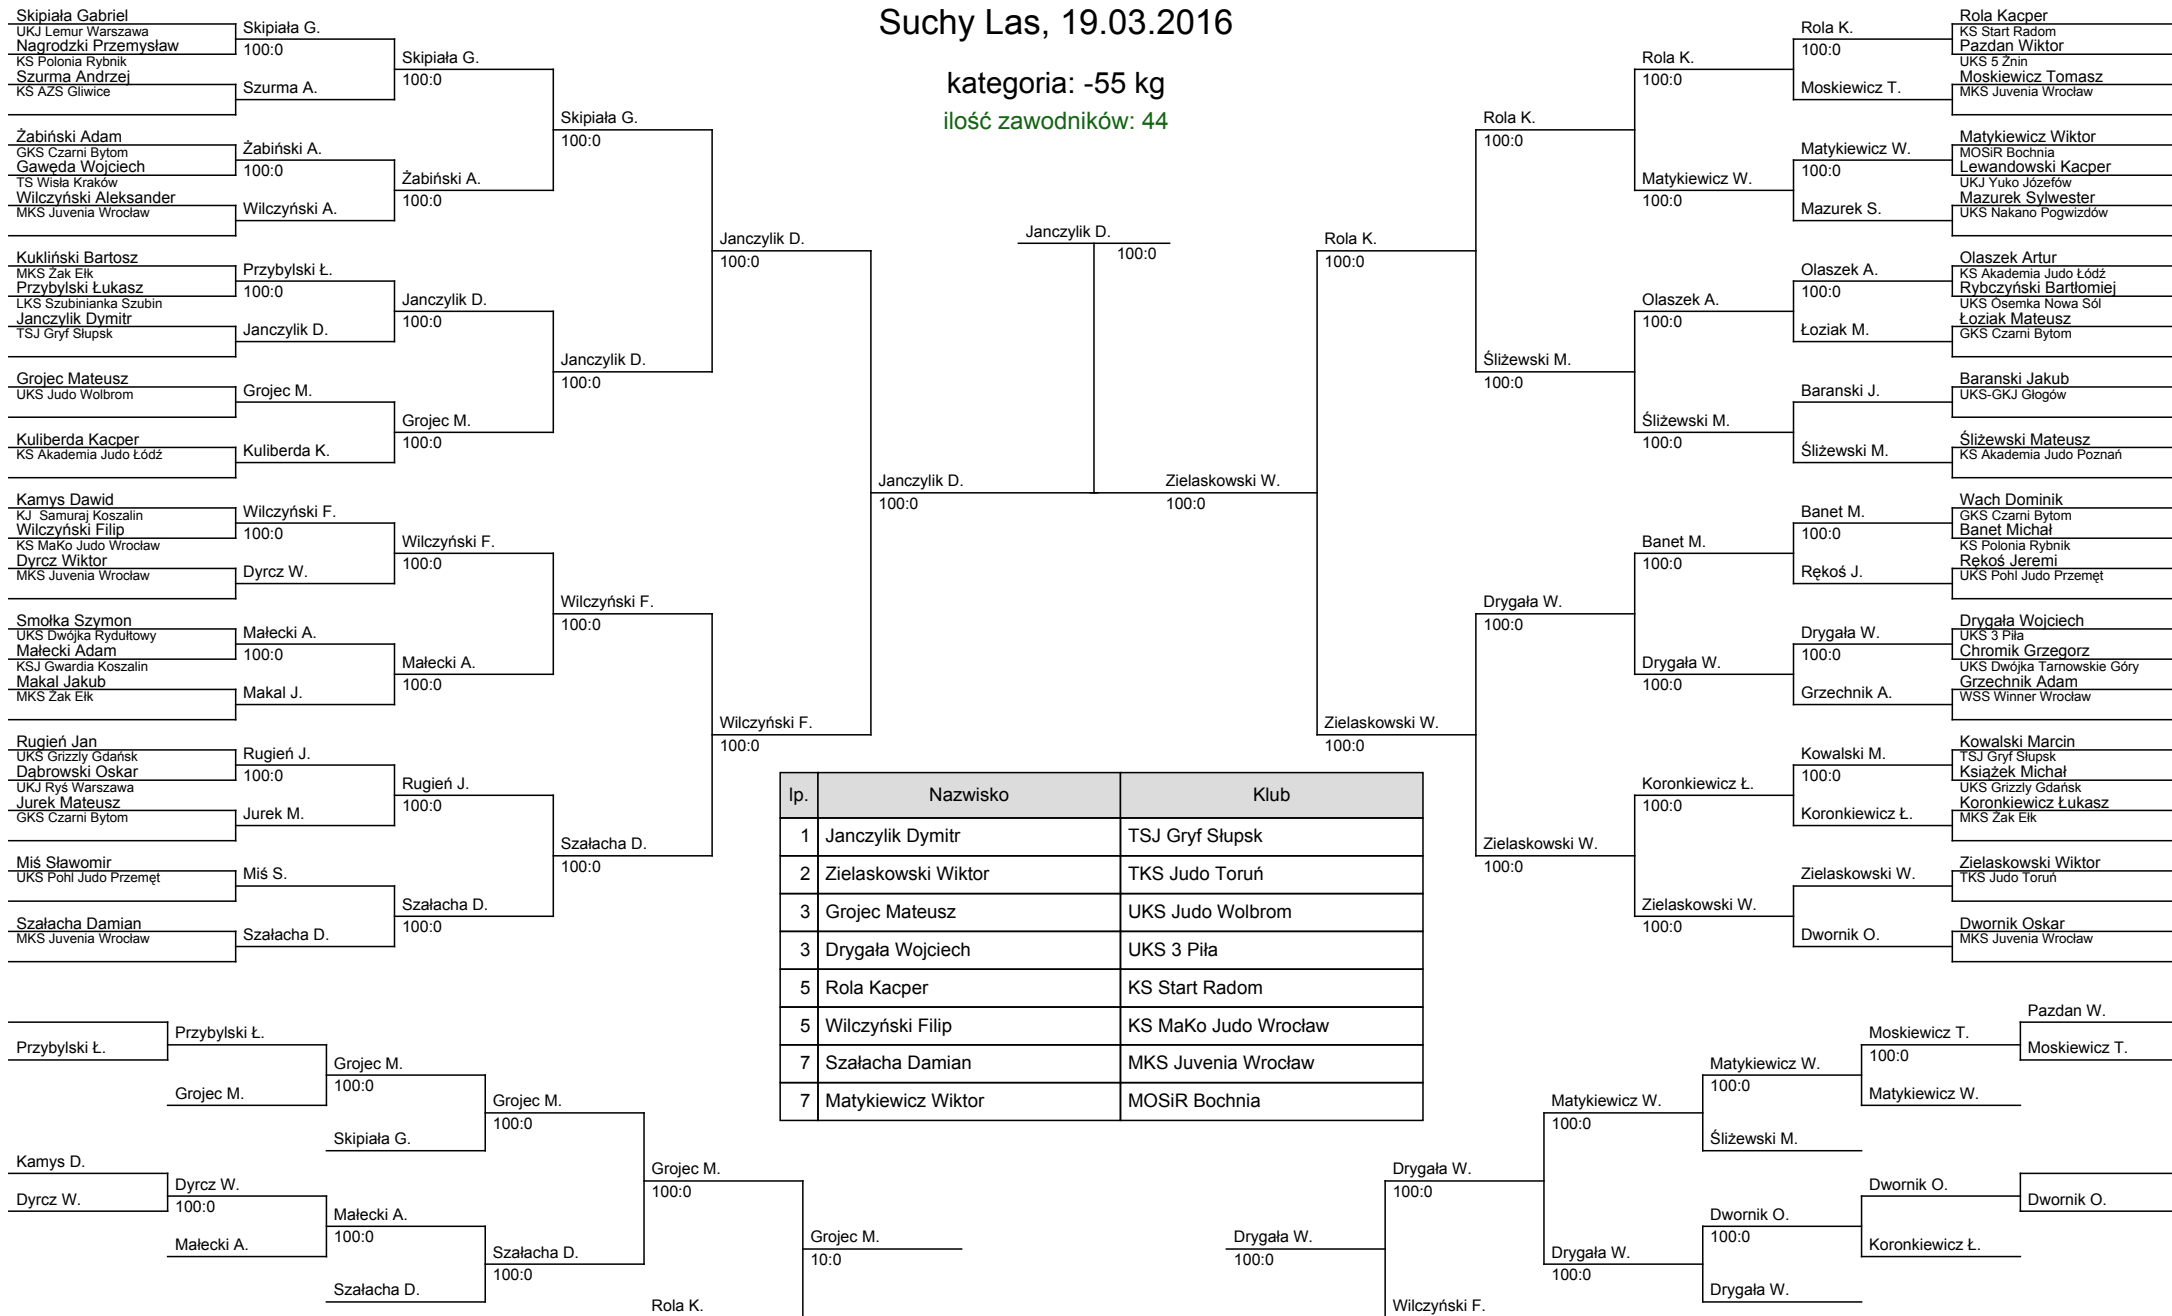 Suchy Las, 19.03.2016
kategoria: -55 kg
ilość zawodników: 44
Skipiała Gabriel
UKJ Lemur Warszawa
Nagrodzki Przemysław
KS Polonia Rybnik
Szurma Andrzej
KS AZS Gliwice
Żabiński Adam
GKS Czarni Bytom
Gawęda Wojciech
TS Wisła Kraków
Wilczyński Aleksander
MKS Juvenia Wrocław
Kukliński Bartosz
MKS Żak Ełk
Przybylski Łukasz
LKS Szubinianka Szubin
Janczylik Dymitr
TSJ Gryf Słupsk
Grojec Mateusz
UKS Judo Wolbrom
Kuliberda Kacper
KS Akademia Judo Łódź
Kamys Dawid
KJ  Samuraj Koszalin
Wilczyński Filip
KS MaKo Judo Wrocław
Dyrcz Wiktor
MKS Juvenia Wrocław
Smołka Szymon
UKS Dwójka Rydułtowy
Małecki Adam
KSJ Gwardia Koszalin
Makal Jakub
MKS Żak Ełk
Rugień Jan
UKS Grizzly Gdańsk
Dąbrowski Oskar
UKJ Ryś Warszawa
Jurek Mateusz
GKS Czarni Bytom
Miś Sławomir
UKS Pohl Judo Przemęt
Szałacha Damian
MKS Juvenia Wrocław
Skipiała G.
100:0
Szurma A.
Żabiński A.
100:0
Wilczyński A.
Przybylski Ł.
100:0
Janczylik D.
Grojec M.
Kuliberda K.
Wilczyński F.
100:0
Dyrcz W.
Małecki A.
100:0
Makal J.
Rugień J.
100:0
Jurek M.
Miś S.
Szałacha D.
Skipiała G.
100:0
Żabiński A.
100:0
Janczylik D.
100:0
Grojec M.
100:0
Wilczyński F.
100:0
Małecki A.
100:0
Rugień J.
100:0
Szałacha D.
100:0
Skipiała G.
100:0
Janczylik D.
100:0
Wilczyński F.
100:0
Szałacha D.
100:0
Janczylik D.
100:0
Wilczyński F.
100:0
Janczylik D.
100:0
Janczylik D.
100:0
Zielaskowski W.
100:0
Rola K.
100:0
Zielaskowski W.
100:0
Rola K.
100:0
Śliżewski M.
100:0
Drygała W.
100:0
Zielaskowski W.
100:0
Rola K.
100:0
Matykiewicz W.
100:0
Olaszek A.
100:0
Śliżewski M.
100:0
Banet M.
100:0
Drygała W.
100:0
Koronkiewicz Ł.
100:0
Zielaskowski W.
100:0
Rola K.
100:0
Moskiewicz T.
Matykiewicz W.
100:0
Mazurek S.
Olaszek A.
100:0
Łoziak M.
Baranski J.
Śliżewski M.
Banet M.
100:0
Rękoś J.
Drygała W.
100:0
Grzechnik A.
Kowalski M.
100:0
Koronkiewicz Ł.
Zielaskowski W.
Dwornik O.
Rola Kacper
KS Start Radom
Pazdan Wiktor
UKS 5 Żnin
Moskiewicz Tomasz
MKS Juvenia Wrocław
Matykiewicz Wiktor
MOSiR Bochnia
Lewandowski Kacper
UKJ Yuko Józefów
Mazurek Sylwester
UKS Nakano Pogwizdów
Olaszek Artur
KS Akademia Judo Łódź
Rybczyński Bartłomiej
UKS Ósemka Nowa Sól
Łoziak Mateusz
GKS Czarni Bytom
Baranski Jakub
UKS-GKJ Głogów
Śliżewski Mateusz
KS Akademia Judo Poznań
Wach Dominik
GKS Czarni Bytom
Banet Michał
KS Polonia Rybnik
Rękoś Jeremi
UKS Pohl Judo Przemęt
Drygała Wojciech
UKS 3 Piła
Chromik Grzegorz
UKS Dwójka Tarnowskie Góry
Grzechnik Adam
WSS Winner Wrocław
Kowalski Marcin
TSJ Gryf Słupsk
Książek Michał
UKS Grizzly Gdańsk
Koronkiewicz Łukasz
MKS Żak Ełk
Zielaskowski Wiktor
TKS Judo Toruń
Dwornik Oskar
MKS Juvenia Wrocław
lp. Nazwisko Klub
1 Janczylik Dymitr TSJ Gryf Słupsk
2 Zielaskowski Wiktor TKS Judo Toruń
3 Grojec Mateusz UKS Judo Wolbrom
3 Drygała Wojciech UKS 3 Piła
5 Rola Kacper KS Start Radom
5 Wilczyński Filip KS MaKo Judo Wrocław
7 Szałacha Damian MKS Juvenia Wrocław
7 Matykiewicz Wiktor MOSiR Bochnia
Przybylski Ł.
Kamys D.
Dyrcz W.
Przybylski Ł.
Grojec M.
Dyrcz W.
100:0
Małecki A.
Grojec M.
100:0
Skipiała G.
Małecki A.
100:0
Szałacha D.
Grojec M.
100:0
Szałacha D.
100:0
Grojec M.
100:0
Rola K.
Grojec M.
10:0
Drygała W.
100:0
Drygała W.
100:0
Wilczyński F.
Matykiewicz W.
100:0
Drygała W.
100:0
Matykiewicz W.
100:0
Śliżewski M.
Dwornik O.
100:0
Drygała W.
Moskiewicz T.
100:0
Matykiewicz W.
Dwornik O.
Koronkiewicz Ł.
Pazdan W.
Moskiewicz T.
Dwornik O.